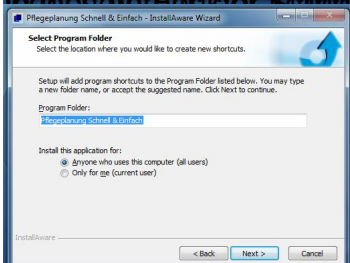 Pflegeplanung Schnell & Einfach - InstallAware Wizard
Select Program Folder
Select the location where you would like to create new shortcuts.
Setup will add program shortcuts to the Program Folder listed below. You may type
a new folder name, or accept the suggested name. Click Next to continue.
Program Folder:
Pflegeplanung Schnell & Einfach
Install this application for:
Anyone who uses this computer (all users)
Only for me (current user)
InstallAware
< Back Next > Cancel